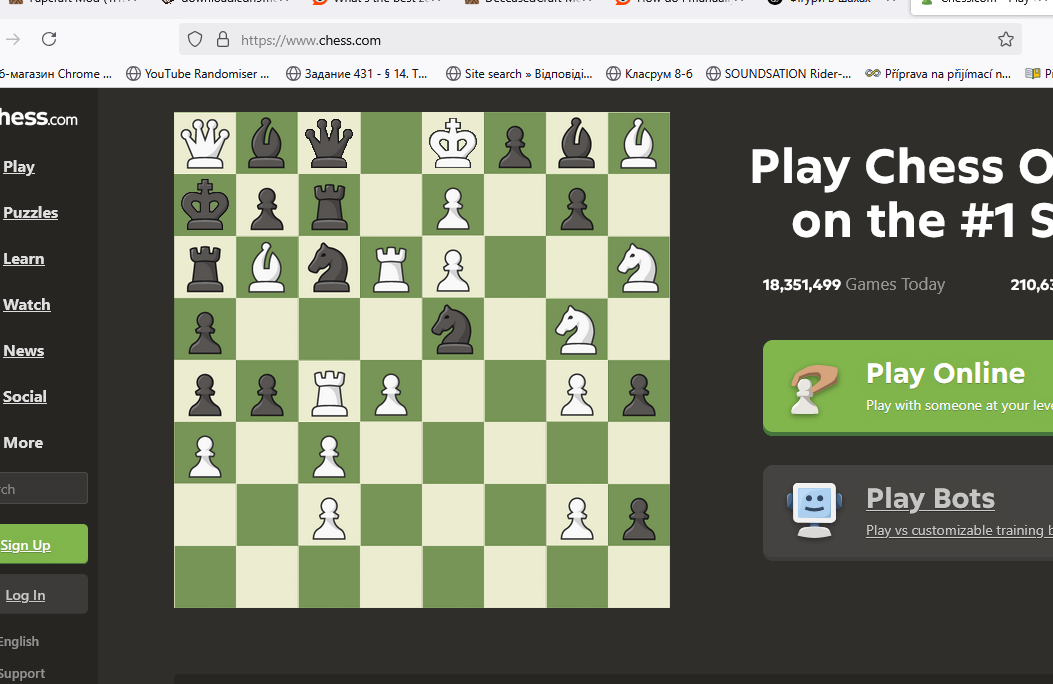 https://www.chess.com
б-магазин Chrome ...
YouTube Randomiser ...
Задание 431 - § 14. Т...
Site search » Відповіді...
Класрум 8-б
SOUNDSATION Rider-...
Příprava na přijímací n...
hess.com
Play
Puzzles
Learn
Watch
News
Social
More
rch
Sign Up
Log In
English
Support
Play Chess O
on the #1 S
18,351,499 Games Today
210,63
Play Online
Play with someone at your leve
Play Bots
Play vs customizable training b